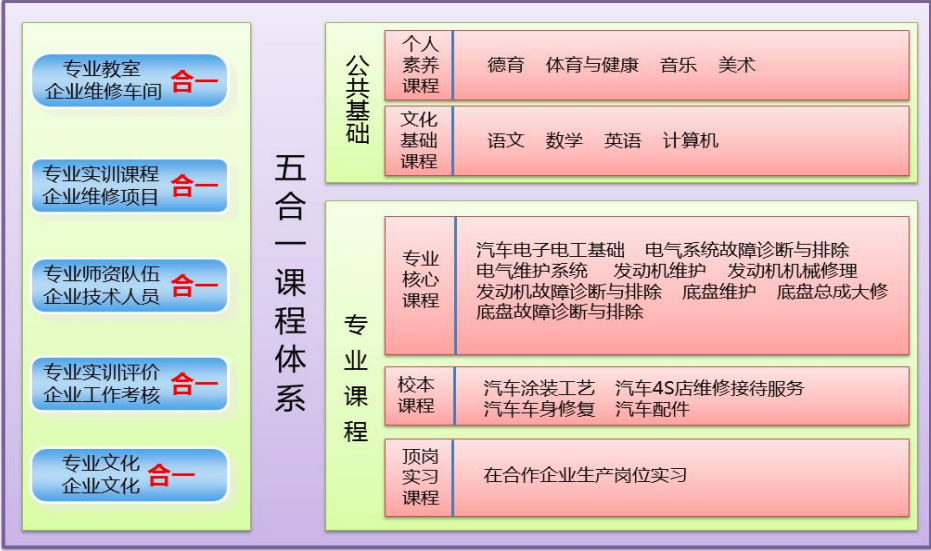 专业教室
企业维修车间
合一
专业实训课程
企业维修项目
合一
专业师资队伍
企业技术人员
合一
专业实训评价
企业工作考核
合一
专业文化
企业文化
合一
五合一课程体系
公共基础
个人
素养
课程
德育 体育与健康 音乐 美术
文化
基础
课程
语文 数学 英语 计算机
专业课程
专业
核心
课程
汽车电子电工基础 电气系统故障诊断与排除
电气维护系统 发动机维护 发动机机械修理
发动机故障诊断与排除 底盘维护 底盘总成大修
底盘故障诊断与排除
校本
课程
汽车涂装工艺 汽车4S店维修接待服务
汽车车身修复 汽车配件
顶岗
实习
课程
在合作企业生产岗位实习